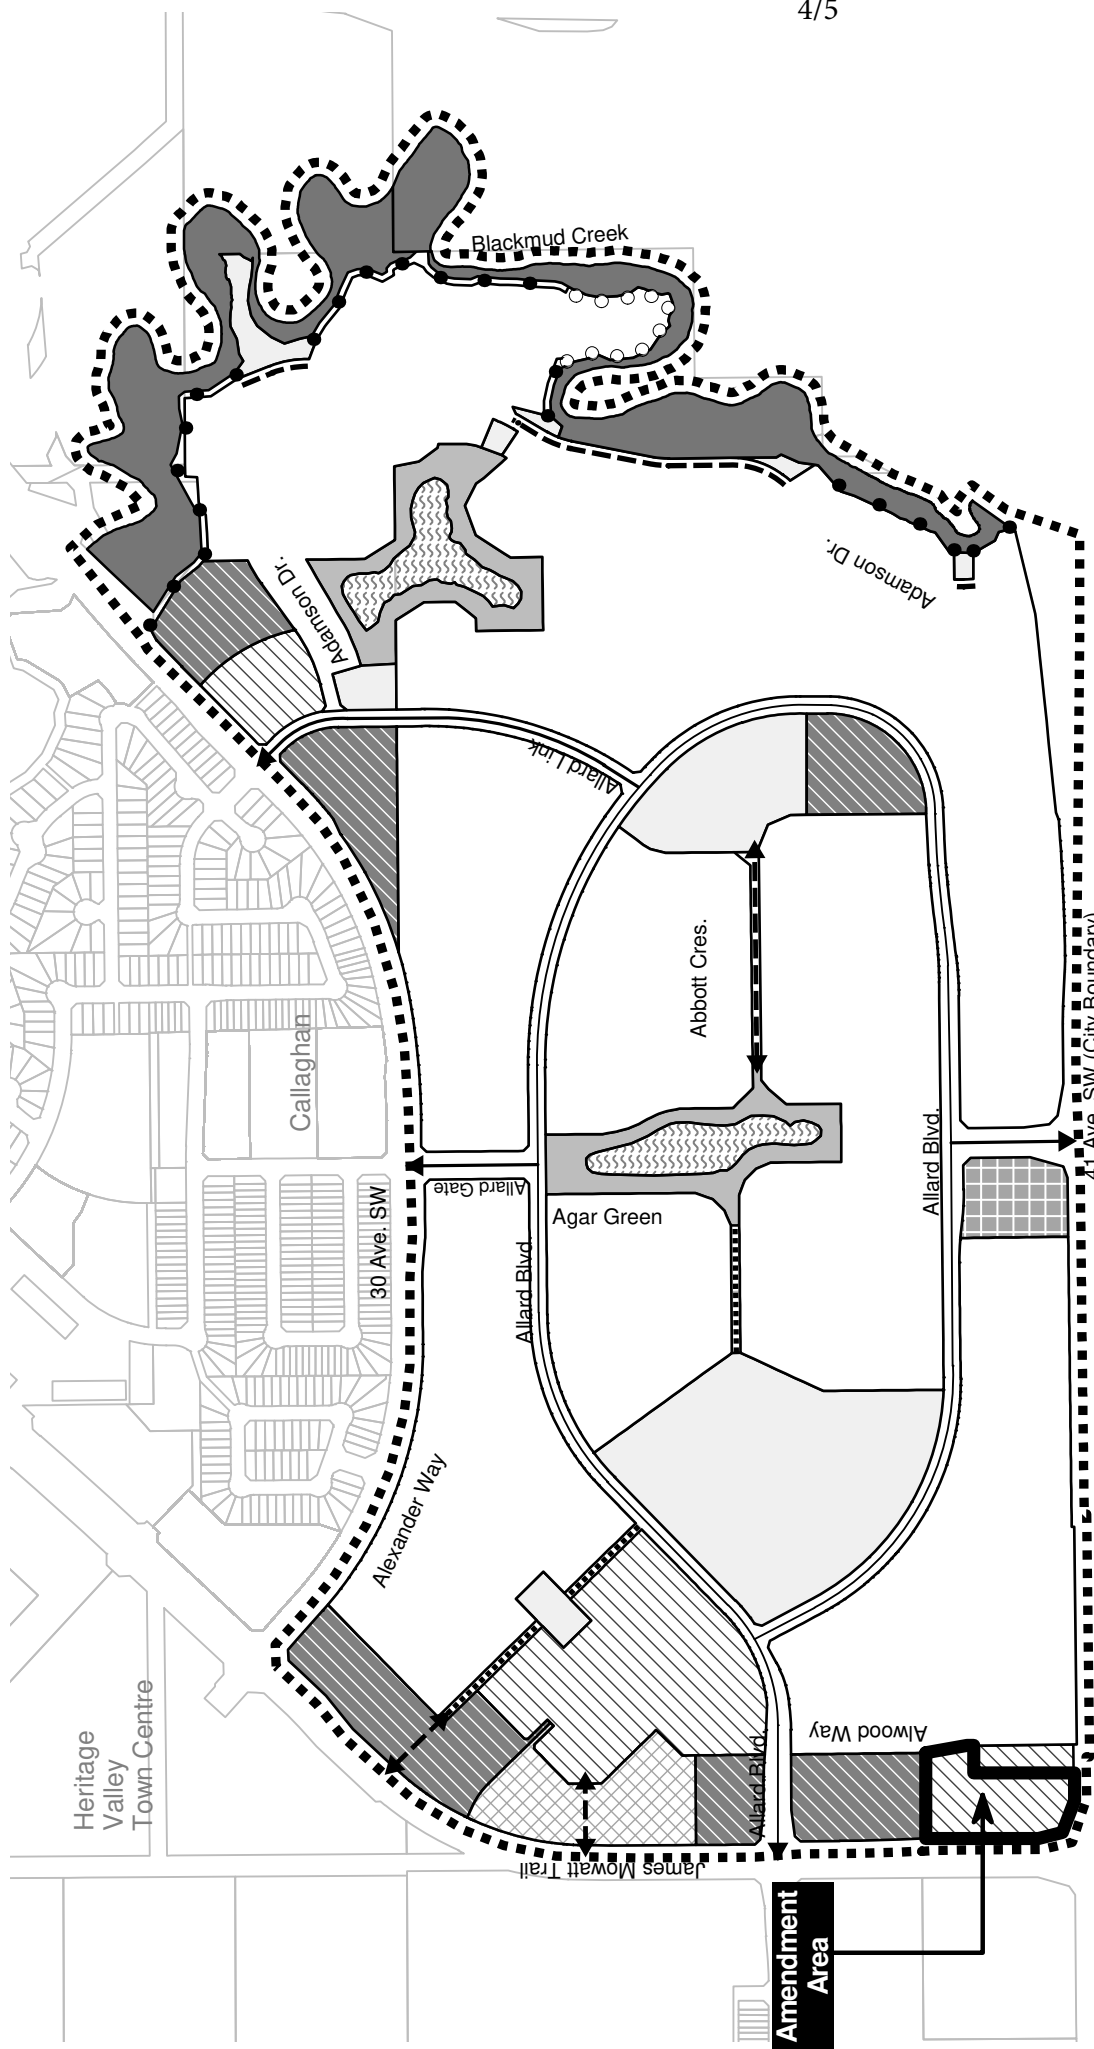 4/5
Blackmud Creek
Adamson Dr.
Adamson Dr.
Allard Link
Abbott Cres.
Callaghan
41 Ave. SW (City Boundary)
Allard Blvd.
Allard Gate
30 Ave. SW
Agar Green
Allard Blvd.
Alexander Way
Heritage
Valley
Town Centre
Alwood Way
Allard Blvd.
James Mowatt Trail
Amendment
Area